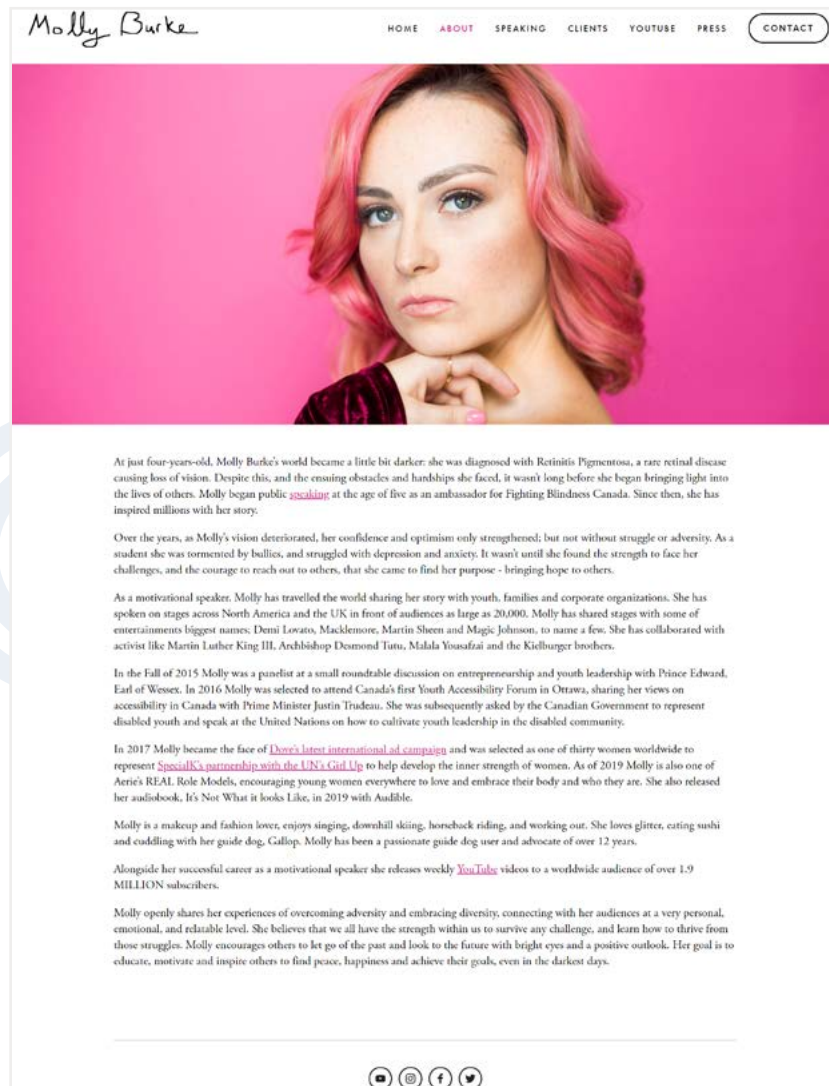 Molly Burke
HOME ABOUT SPEAKING CLIENTS YOUTUBE PRESS CONTACT
At just four-years-old, Molly Burke's world became a little bit darker: she was diagnosed with Retinitis Pigmentosa, a rare retinal disease
causing loss of vision. Despite this, and the ensuing obstacles and hardships she faced, it wasn't long before she began bringing light into
the lives of others. Molly began public speaking at the age of five as an ambassador for Fighting Blindness Canada. Since then, she has
inspired millions with her story.
Over the years, as Molly's vision deteriorated, her confidence and optimism only strengthened; but not without struggle or adversity. As a
student she was tormented by bullies, and struggled with depression and anxiety. It wasn't until she found the strength to face her
challenges, and the courage to reach out to others, that she came to find her purpose - bringing hope to others.
As a motivational speaker, Molly has travelled the world sharing her story with youth, families and corporate organizations. She has
spoken on stages across North America and the UK in front of audiences as large as 20,000. Molly has shared stages with some of
entertainments biggest names; Demi Lovato, Macklemore, Martin Sheen and Magic Johnson, to name a few. She has collaborated with
activist like Martin Luther King III, Archbishop Desmond Tutu, Malala Yousafzai and the Kielburger brothers.
In the Fall of 2015 Molly was a panelist at a small roundtable discussion on entrepreneurship and youth leadership with Prince Edward,
Earl of Wessex. In 2016 Molly was selected to attend Canada's first Youth Accessibility Forum in Ottawa, sharing her views on
accessibility in Canada with Prime Minister Justin Trudeau. She was subsequently asked by the Canadian Government to represent
disabled youth and speak at the United Nations on how to cultivate youth leadership in the disabled community.
In 2017 Molly became the face of Dove's latest international ad campaign and was selected as one of thirty women worldwide to
represent SpecialK's partnership with the UN's Girl Up to help develop the inner strength of women. As of 2019 Molly is also one of
Aerie's REAL Role Models, encouraging young women everywhere to love and embrace their body and who they are. She also released
her audiobook, It's Not What it looks Like, in 2019 with Audible.
Molly is a makeup and fashion lover, enjoys singing, downhill skiing, horseback riding, and working out. She loves glitter, eating sushi
and cuddling with her guide dog, Gallop. Molly has been a passionate guide dog user and advocate of over 12 years.
Alongside her successful career as a motivational speaker she releases weekly YouTube videos to a worldwide audience of over 1.9
MILLION subscribers.
Molly openly shares her experiences of overcoming adversity and embracing diversity, connecting with her audiences at a very personal,
emotional, and relatable level. She believes that we all have the strength within us to survive any challenge, and learn how to thrive from
those struggles. Molly encourages others to let go of the past and look to the future with bright eyes and a positive outlook. Her goal is to
educate, motivate and inspire others to find peace, happiness and achieve their goals, even in the darkest days.